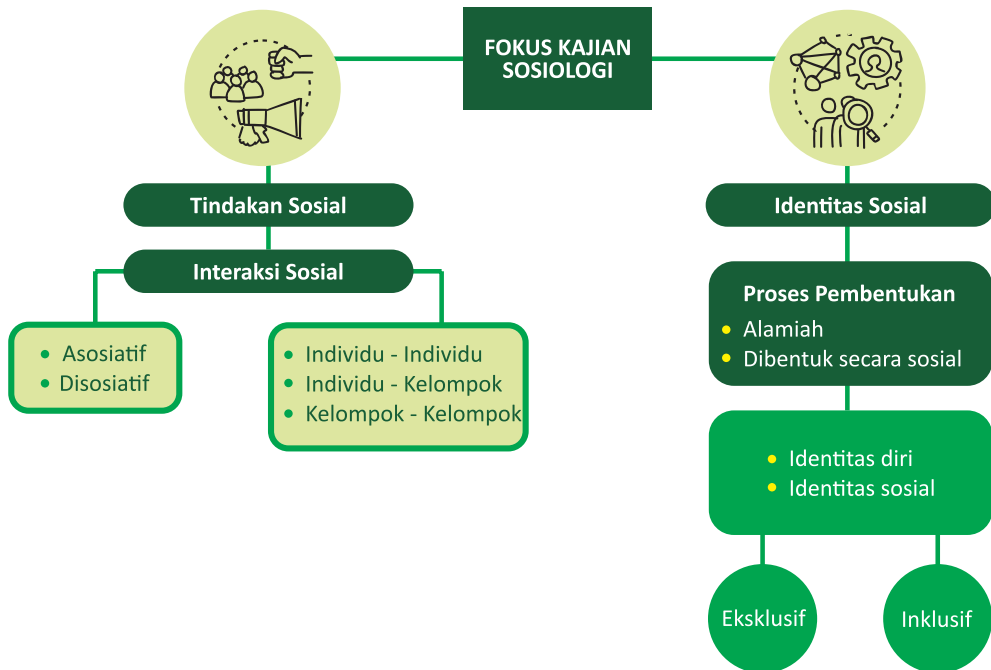 FOKUS KAJIAN
SOSIOLOGI
Tindakan Sosial
Interaksi Sosial
• Asosiatif
• Disosiatif
• Individu - Individu
• Individu - Kelompok
• Kelompok - Kelompok
Identitas Sosial
Proses Pembentukan
• Alamiah
• Dibentuk secara sosial
• Identitas diri
• Identitas sosial
Eksklusif
Inklusif